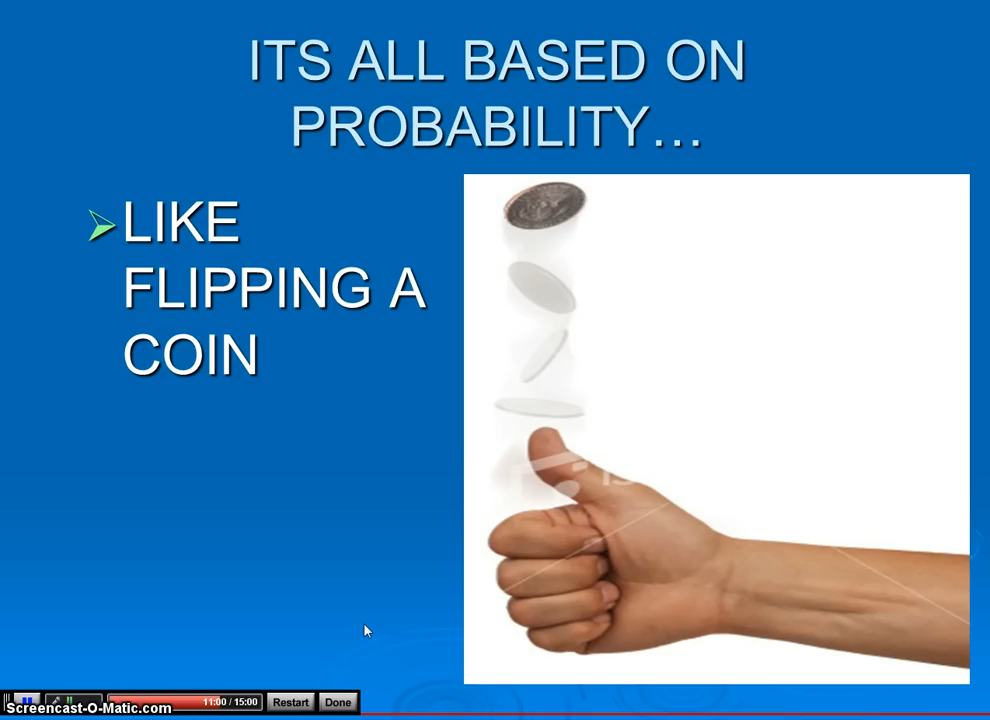 ITS ALL BASED ON
PROBABILITY…
LIKE
FLIPPING A
COIN
11:00 / 15:00
Restart
Done
Screencast-O-Matic.com